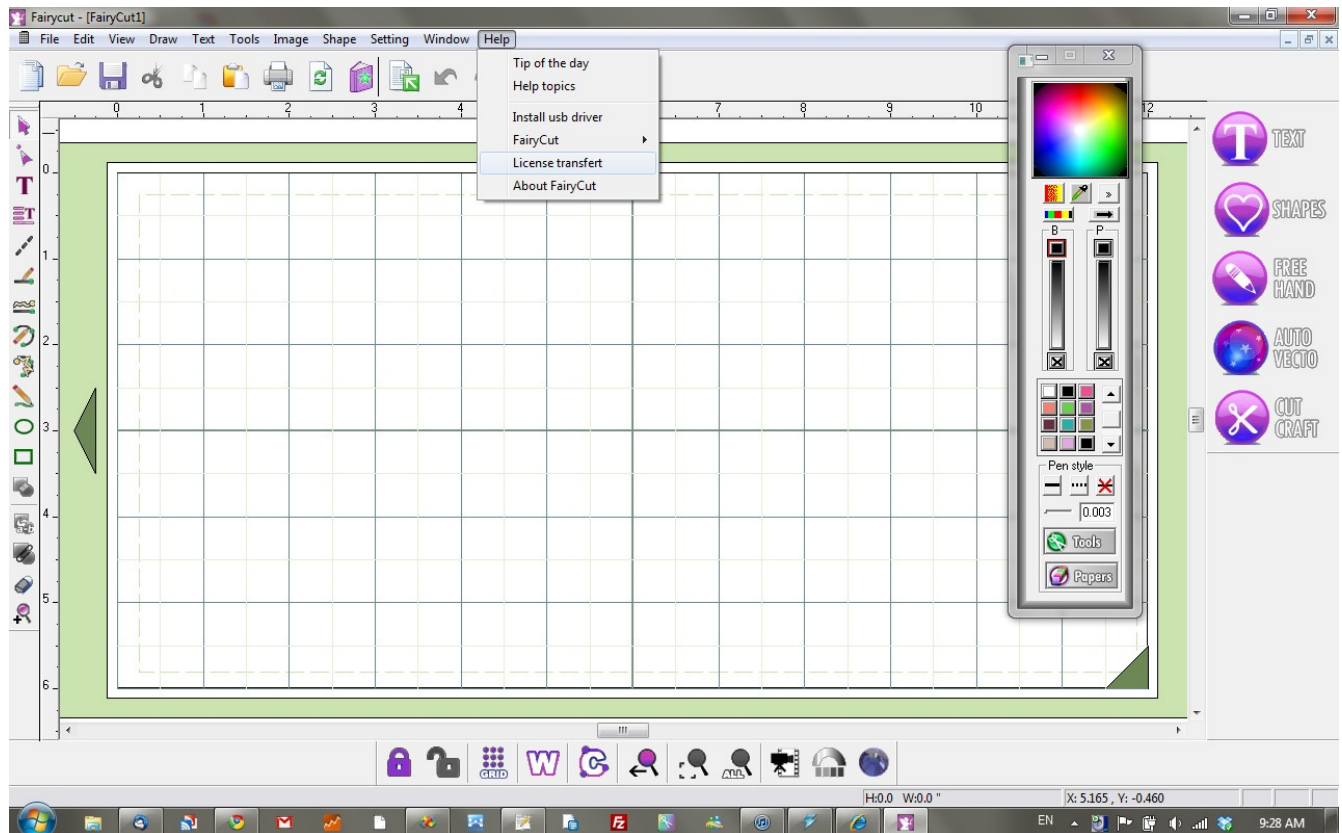 Fairycut - [FairyCut1]
File Edit View Draw Text Tools Image Shape Setting Window Help
Tip of the day
Help topics
Install usb driver
FairyCut
License transfert
About FairyCut
0 1 2 3 4 7 8 9 10 12
0
1
2
3
4
5
6
B P
Pen style
0.003
Tools
Papers
TEXT
SHAPES
FREE
HAND
AUTO
VECTO
CUT
CRAFT
GRID
ALL
H:0.0 W:0.0 "
X: 5.165 , Y: -0.460
EN
9:28 AM